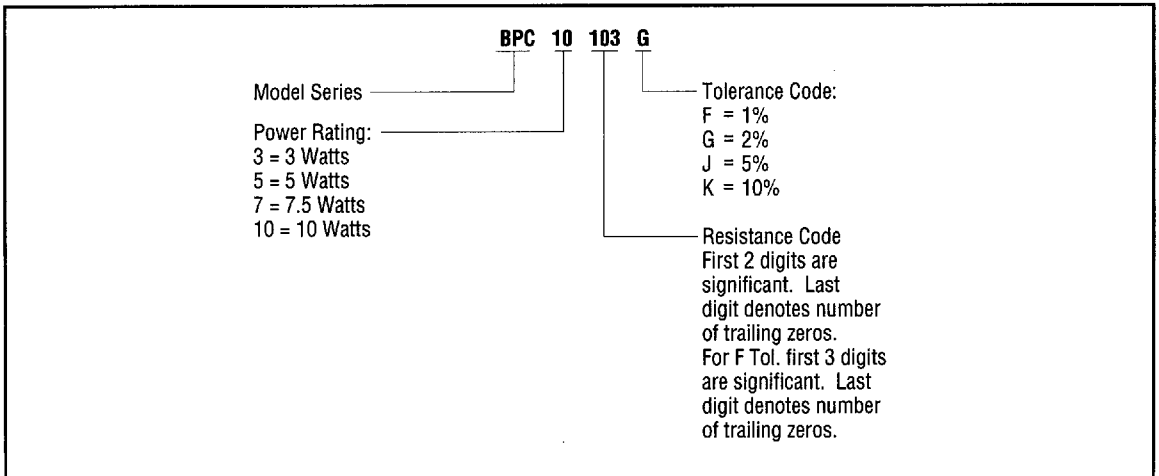 BPC 10 103 G
Model Series
Power Rating:
3 = 3 Watts
5 = 5 Watts
7 = 7.5 Watts
10 = 10 Watts
Tolerance Code:
F = 1%
G = 2%
J = 5%
K = 10%
Resistance Code
First 2 digits are
significant. Last
digit denotes number
of trailing zeros.
For F Tol. first 3 digits
are significant. Last
digit denotes number
of trailing zeros.